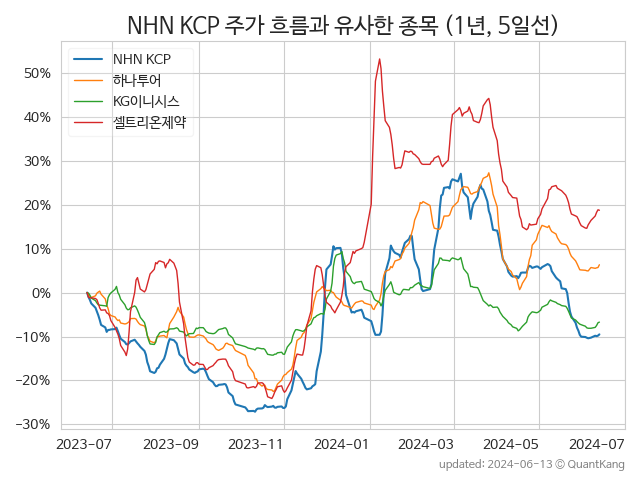 NHN KCP 주가 흐름과 유사한 종목 (1년, 5일선)
NHN KCP
하나투어
KG이니시스
셀트리온제약
50%
40%
30%
20%
10%
0%
−10%
−20%
−30%
2023-07
2023-09
2023-11
2024-01
2024-03
2024-05
2024-07
updated: 2024-06-13 © QuantKang